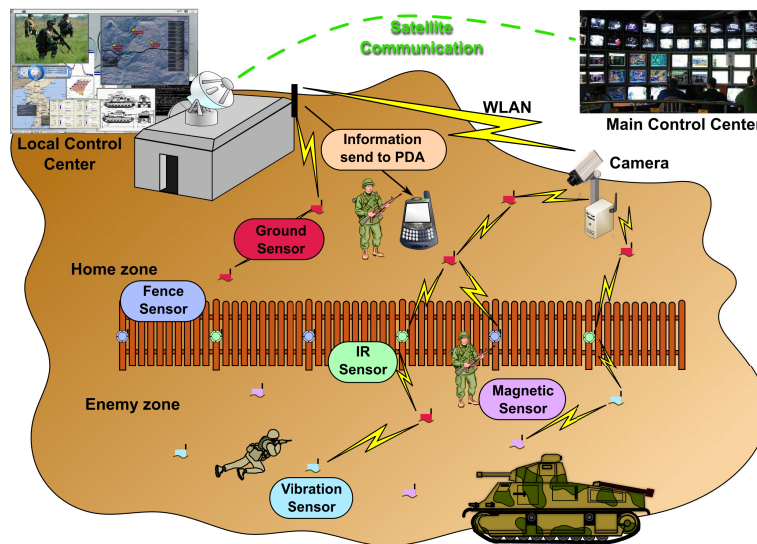 Satellite
Communication
WLAN
Main Control Center
Local Control
Center
Information
send to PDA
Camera
Ground
Sensor
Home zone
Fence
Sensor
IR
Sensor
Magnetic
Sensor
Enemy zone
Vibration
Sensor